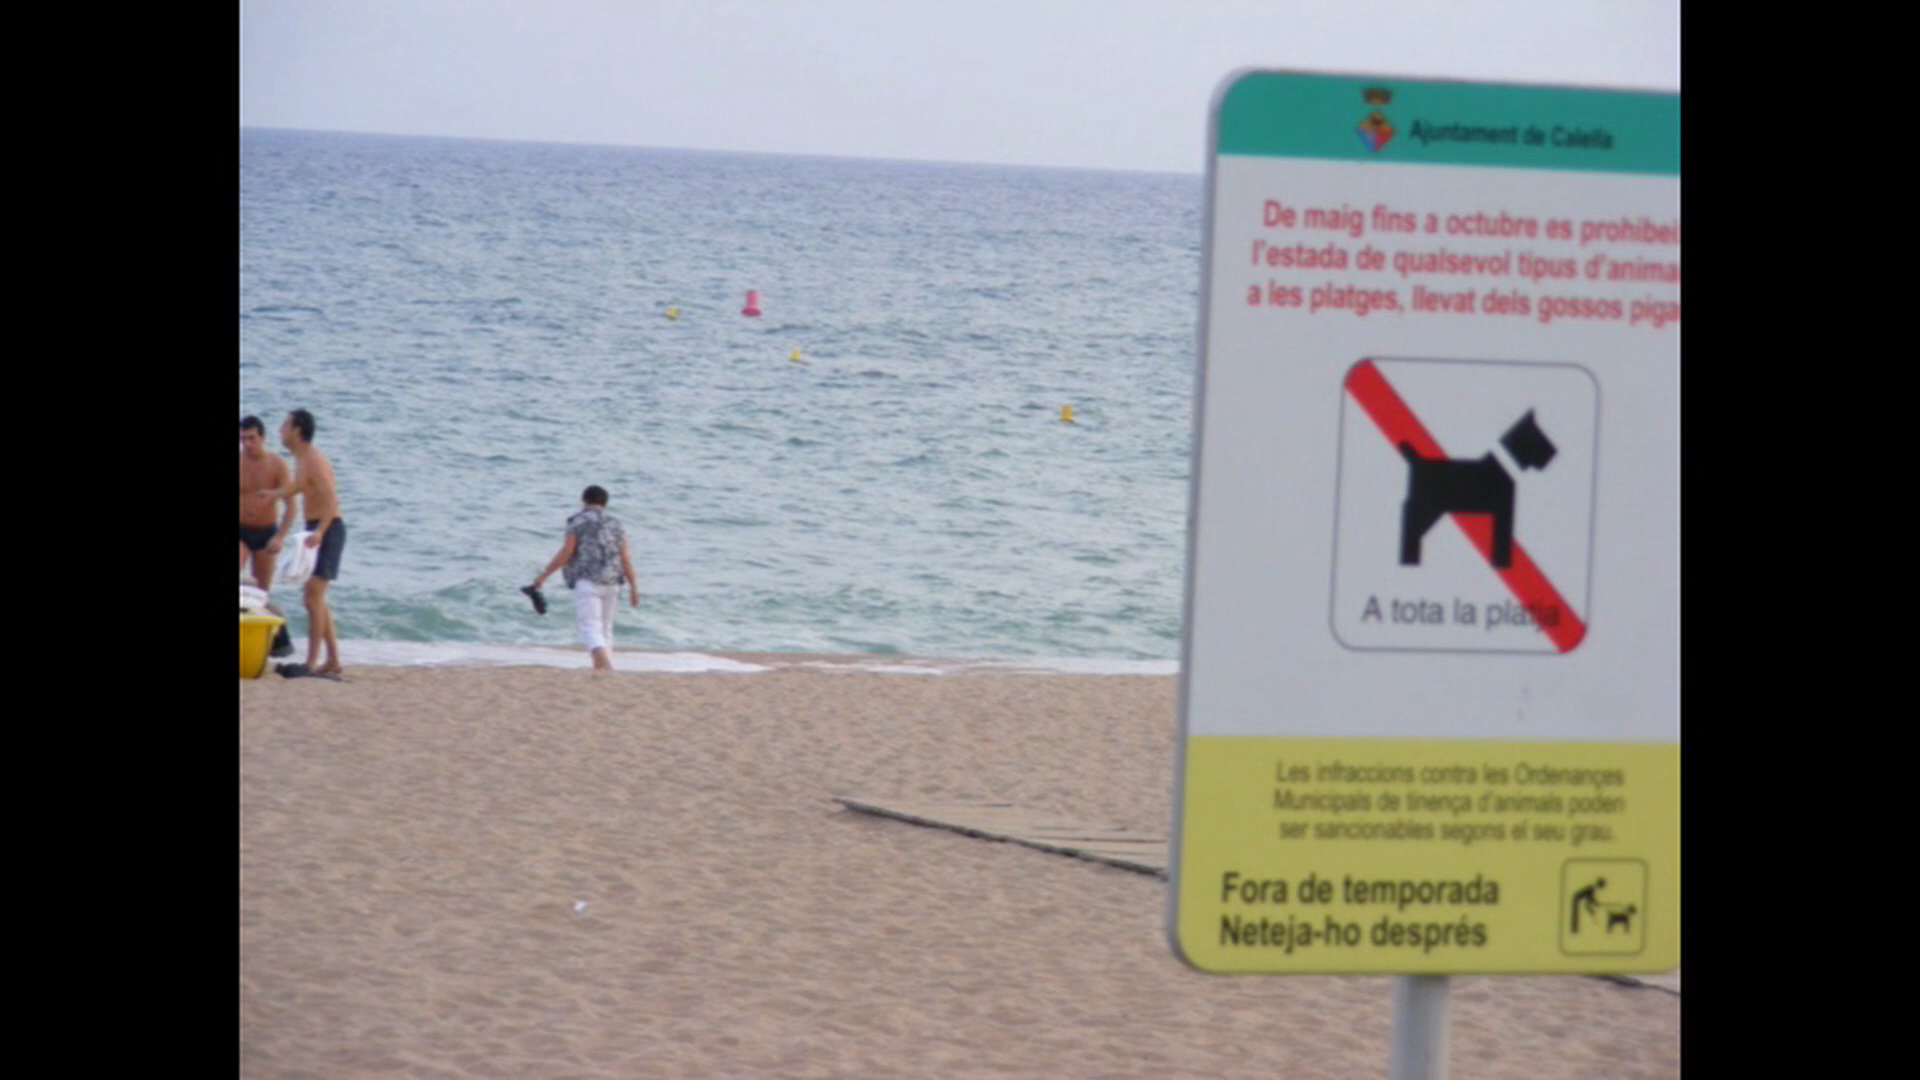 Ajuntament de Calella
De maig fins a octubre es prohibei
l'estada de qualsevol tipus d'anima
a les platges, llevat dels gossos piga
A tota la platja
Les infraccions contra les Ordenançes
Municipals de tinença d'animals poden
ser sancionables segons el seu grau.
Fora de temporada
Neteja-ho després